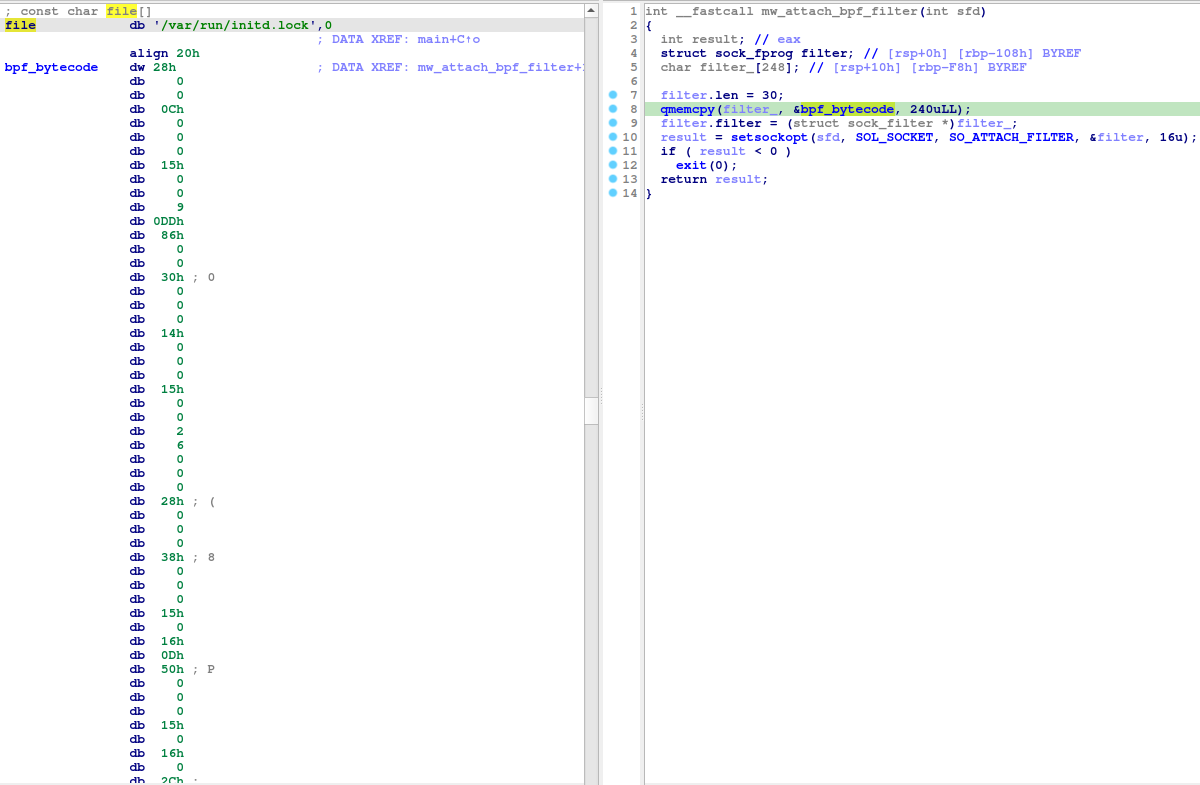 ; const char file[]
file db '/var/run/initd.lock',0
; DATA XREF: main+C↑o
align 20h
bpf_bytecode dw 28h ; DATA XREF: mw_attach_bpf_filter+
db 0
db 0
db 0Ch
db 0
db 0
db 15h
db 0
db 0
db 9
db 0DDh
db 86h
db 0
db 0
db 30h ; 0
db 0
db 0
db 0
db 14h
db 0
db 0
db 0
db 15h
db 0
db 0
db 2
db 6
db 0
db 0
db 0
db 28h ; (
db 0
db 0
db 0
db 38h ; 8
db 0
db 0
db 0
db 15h
db 0
db 16h
db 0Dh
db 50h ; P
db 0
db 0
db 0
db 15h
db 0
db 16h
db 0
db 2Ch
1 int __fastcall mw_attach_bpf_filter(int sfd)
2 {
3 int result; // eax
4 struct sock_fprog filter; // [rsp+0h] [rbp-108h] BYREF
5 char filter_[248]; // [rsp+10h] [rbp-F8h] BYREF
6
7 filter.len = 30;
8 qmemcpy(filter_, &bpf_bytecode, 240uLL);
9 filter.filter = (struct sock_filter *)filter_;
10 result = setsockopt(sfd, SOL_SOCKET, SO_ATTACH_FILTER, &filter, 16u);
11 if ( result < 0 )
12 exit(0);
13 return result;
14 }